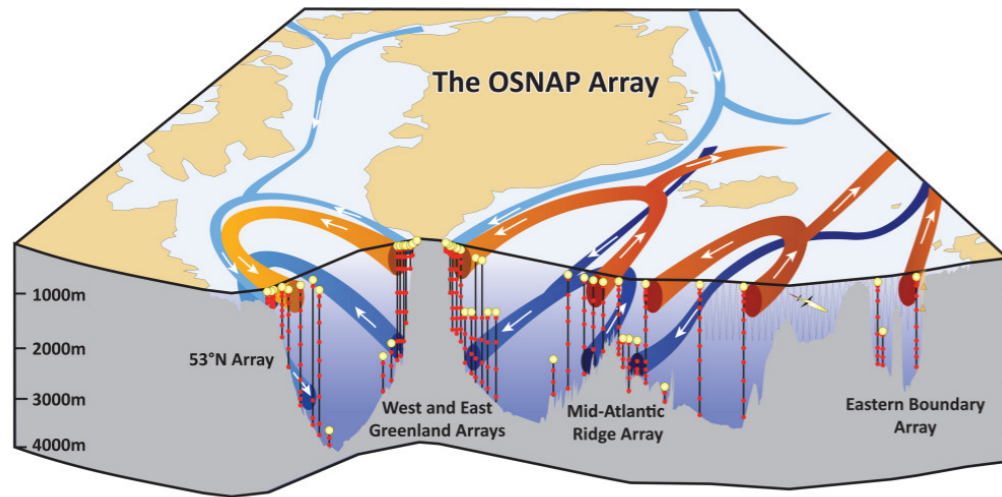 The OSNAP Array
1000m
2000m
3000m
4000m
53°N Array
West and East
Greenland Arrays
Mid-Atlantic
Ridge Array
Eastern Boundary
Array